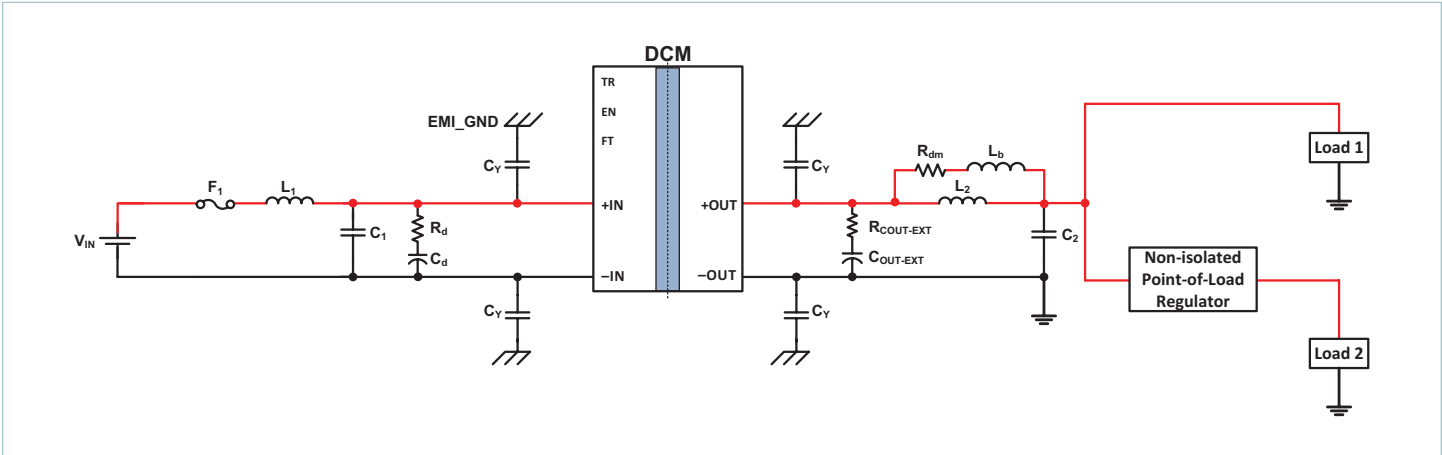 DCM
TR
EN
FT
+IN
–IN
+OUT
–OUT
EMI_GND
CY
CY
CY
CY
F1
L1
VIN
C1
Rd
Cd
Rdm
Lb
L2
RCOUT-EXT
COUT-EXT
C2
Load 1
Non-isolated
Point-of-Load
Regulator
Load 2